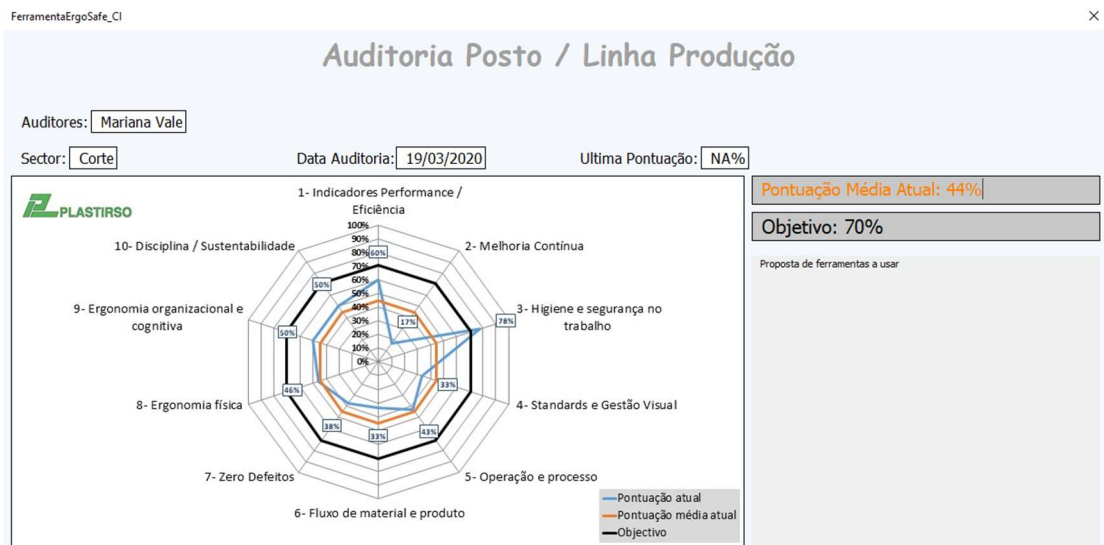 FerramentaErgoSafe_CI
Auditoria Posto / Linha Produção
Auditores: Mariana Vale
Sector: Corte
Data Auditoria: 19/03/2020
Ultima Pontuação: NA%
PLASTIRSO
1- Indicadores Performance /
Eficiência
2- Melhoria Contínua
3- Higiene e segurança no
trabalho
4- Standards e Gestão Visual
5- Operação e processo
6- Fluxo de material e produto
7- Zero Defeitos
8- Ergonomia física
9- Ergonomia organizacional e
cognitiva
10- Disciplina / Sustentabilidade
100%
90%
80%
70%
60%
50%
40%
30%
20%
10%
0%
60%
17%
78%
33%
43%
33%
38%
46%
50%
50%
Pontuação atual
Pontuação média atual
Objectivo
Pontuação Média Atual: 44%
Objetivo: 70%
Proposta de ferramentas a usar